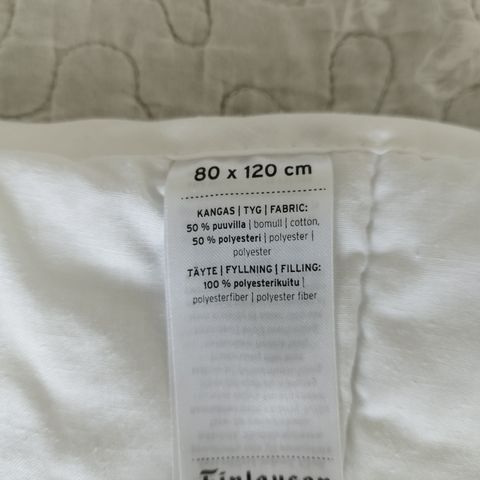 80 x 120 cm
KANGAS | TYG | FABRIC:
50 % puuvilla | bomull | cotton,
50 % polyesteri | polyester |
polyester
TÄYTE | FYLLNING | FILLING:
100 % polyesterikuitu |
polyesterfiber | polyester fiber
Finlayson